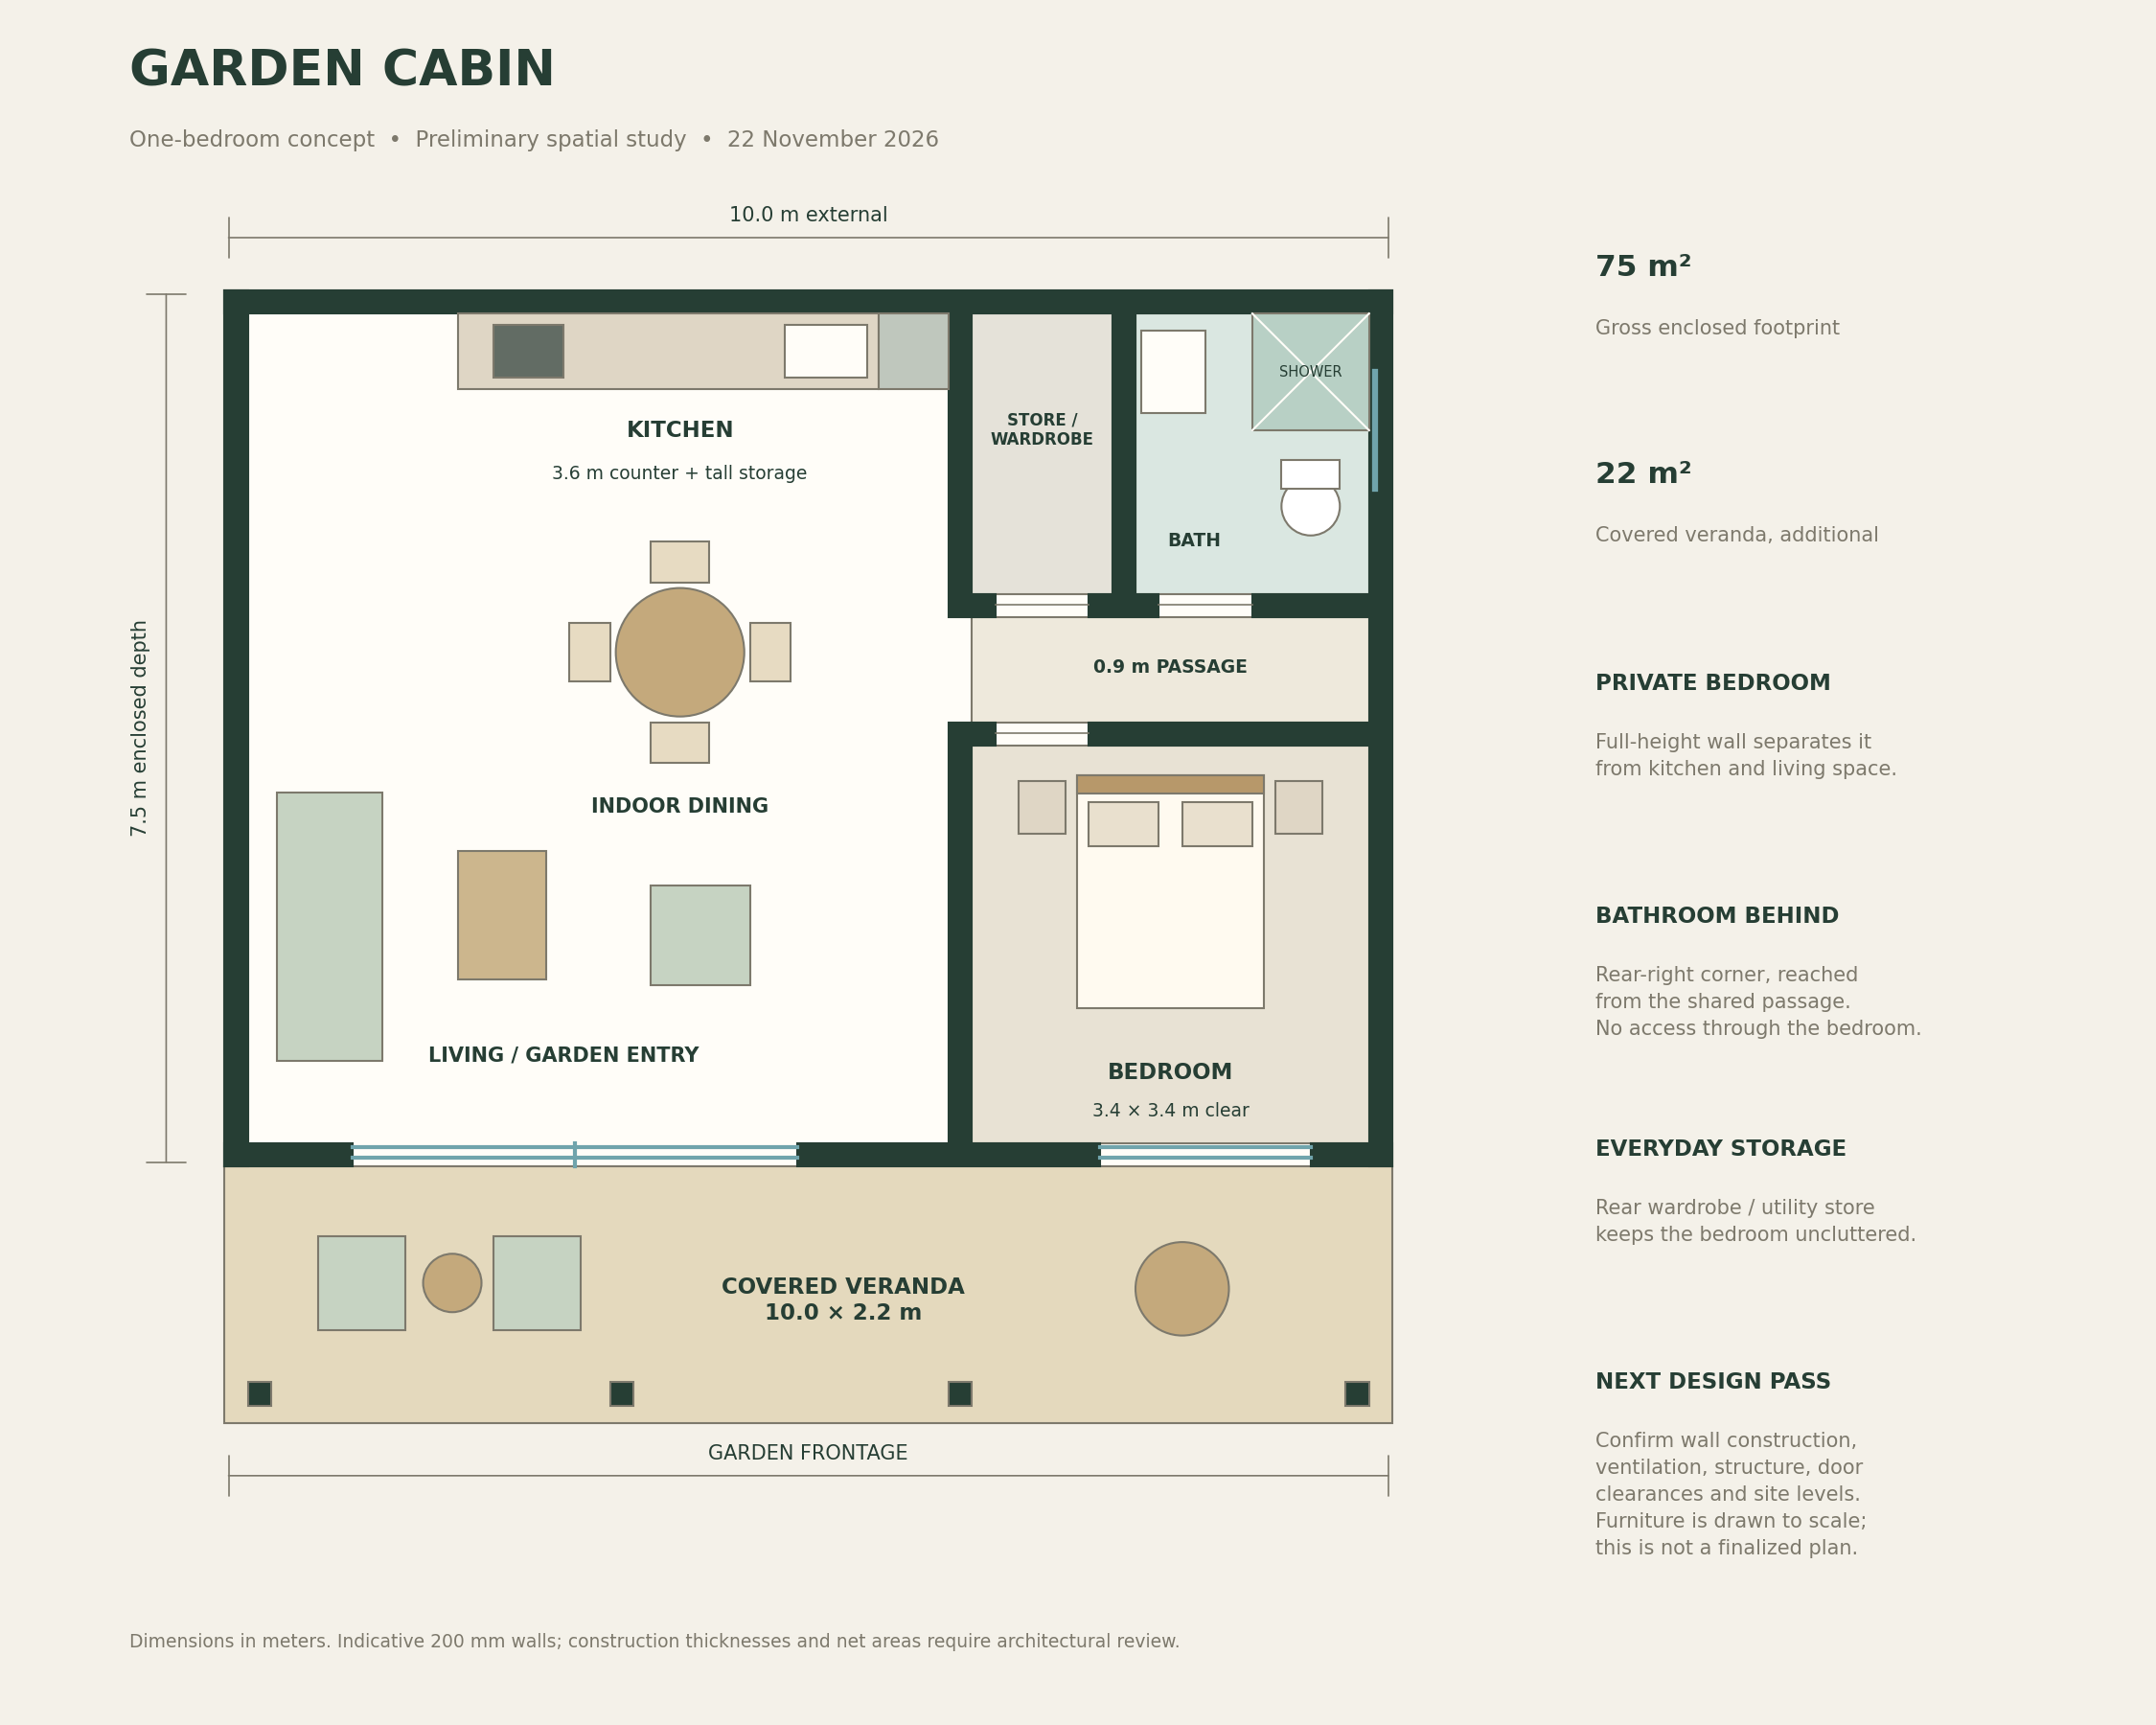 GARDEN CABIN
One-bedroom concept • Preliminary spatial study • 22 November 2026
10.0 m external
7.5 m enclosed depth
KITCHEN
3.6 m counter + tall storage
STORE /
WARDROBE
SHOWER
BATH
0.9 m PASSAGE
INDOOR DINING
LIVING / GARDEN ENTRY
BEDROOM
3.4 × 3.4 m clear
COVERED VERANDA
10.0 × 2.2 m
GARDEN FRONTAGE
75 m²
Gross enclosed footprint
22 m²
Covered veranda, additional
PRIVATE BEDROOM
Full-height wall separates it
from kitchen and living space.
BATHROOM BEHIND
Rear-right corner, reached
from the shared passage.
No access through the bedroom.
EVERYDAY STORAGE
Rear wardrobe / utility store
keeps the bedroom uncluttered.
NEXT DESIGN PASS
Confirm wall construction,
ventilation, structure, door
clearances and site levels.
Furniture is drawn to scale;
this is not a finalized plan.
Dimensions in meters. Indicative 200 mm walls; construction thicknesses and net areas require architectural review.